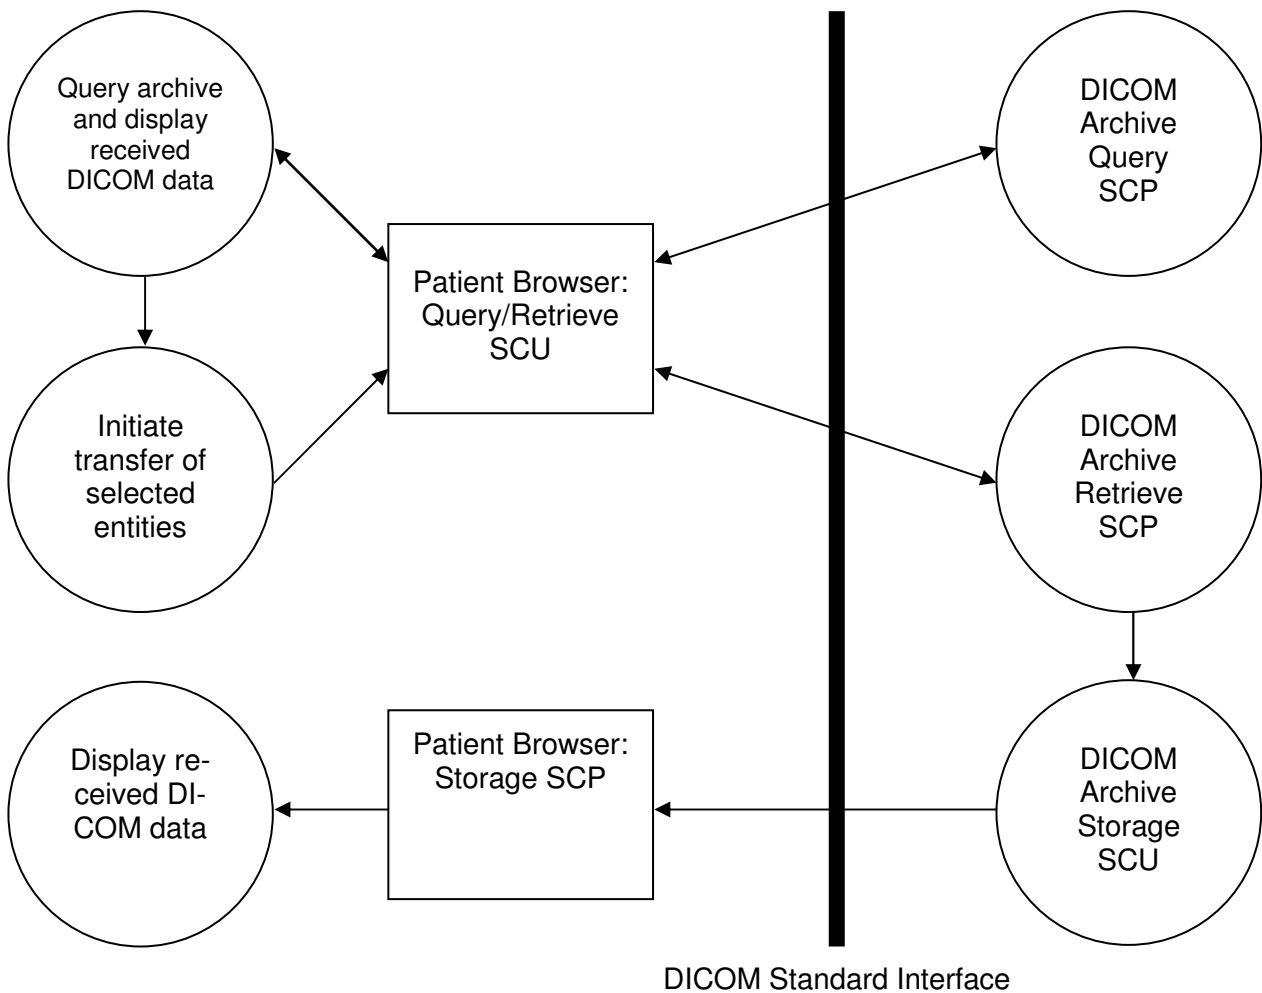 Query archive
and display
received
DICOM data
DICOM
Archive
Query
SCP
Patient Browser:
Query/Retrieve
SCU
Initiate
transfer of
selected
entities
DICOM
Archive
Retrieve
SCP
Display re-
ceived DI-
COM data
Patient Browser:
Storage SCP
DICOM
Archive
Storage
SCU
DICOM Standard Interface